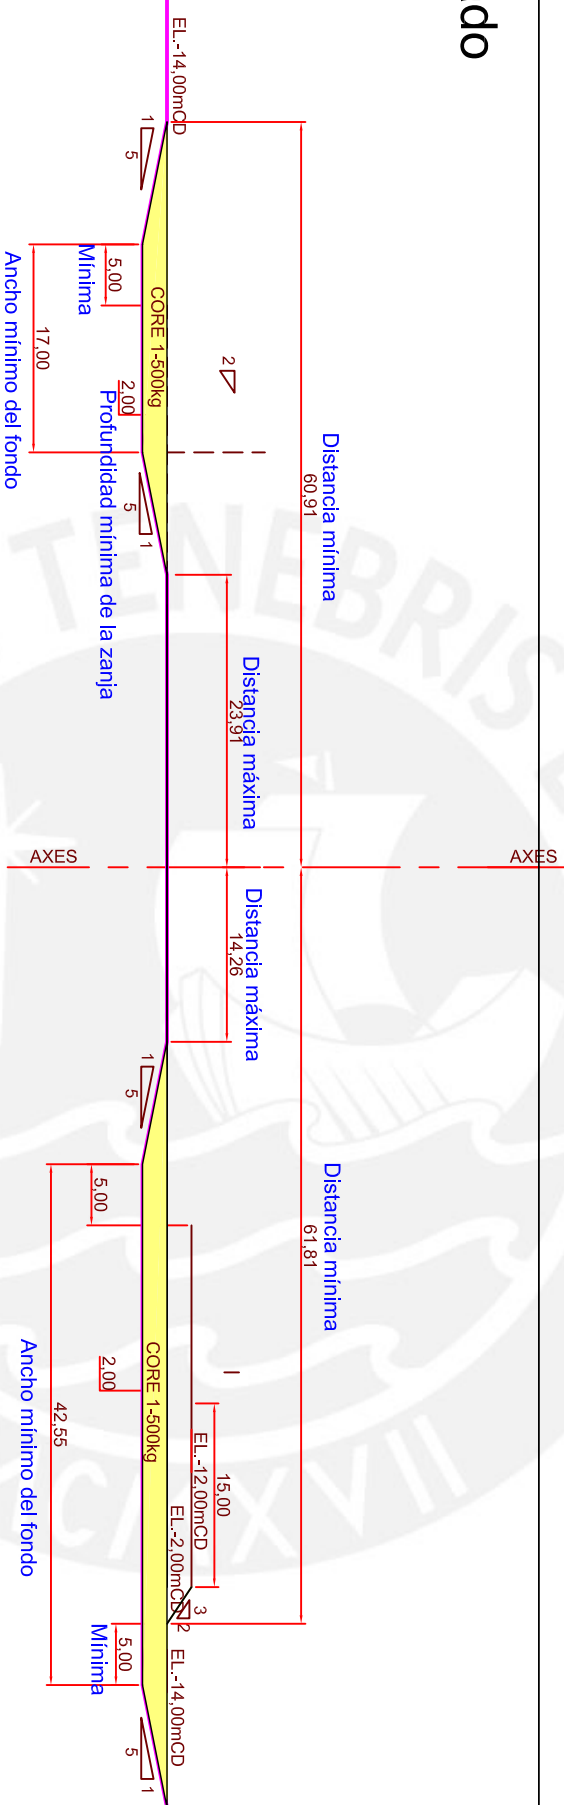 ado
EL.-14,00mCD
1
5
Mínima
5,00
17,00
Ancho mínimo del fondo
CORE 1-500kg
2,00
Profundidad mínima de la zanja
2
5
1
Distancia mínima
60,91
Distancia máxima
23,91
AXES
AXES
Distancia máxima
14,26
Distancia mínima
61,81
1
5
5,00
42,55
Ancho mínimo del fondo
2,00
CORE 1-500kg
15,00
EL.-12,00mCD
EL.-2,00mCD
3
2
EL.-14,00mCD
5,00
Mínima
5
1
TENEBRIS
MCMXVII